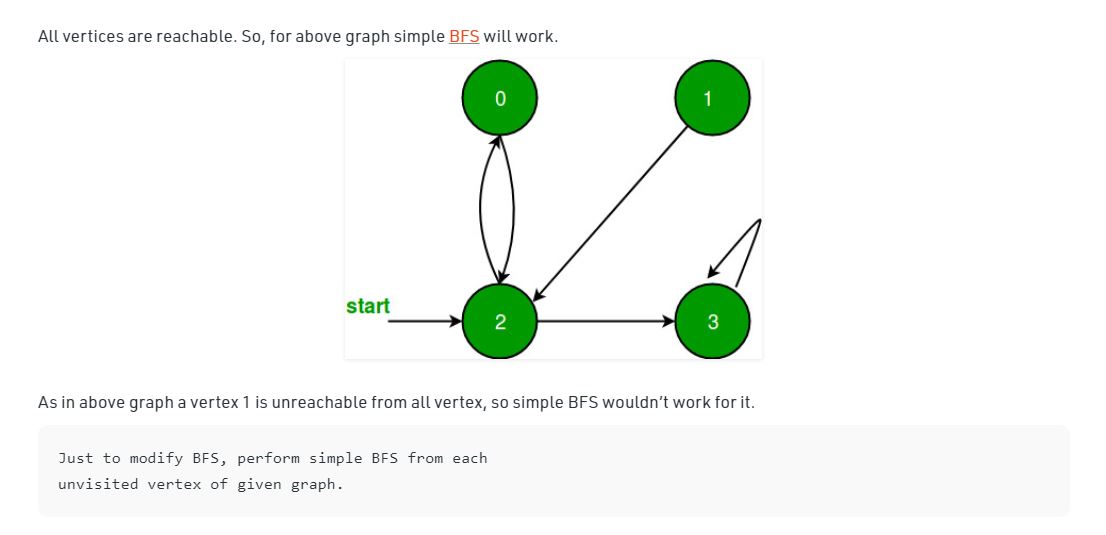 All vertices are reachable. So, for above graph simple BFS will work.
0
1
start
2
3
As in above graph a vertex 1 is unreachable from all vertex, so simple BFS wouldn’t work for it.
Just to modify BFS, perform simple BFS from each
unvisited vertex of given graph.